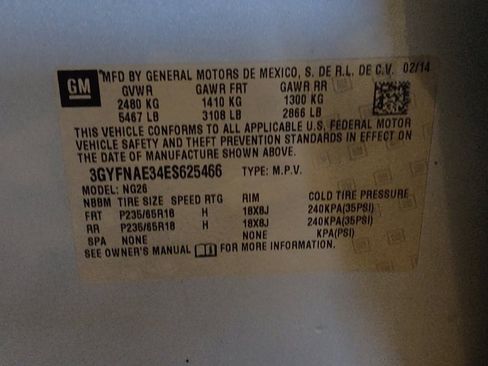 GM
MFD BY GENERAL MOTORS DE MEXICO, S. DE R.L. DE C.V. 02/14
GVWR GAWR FRT GAWR RR
2480 KG 1410 KG 1300 KG
5467 LB 3108 LB 2866 LB
THIS VEHICLE CONFORMS TO ALL APPLICABLE U.S. FEDERAL MOTOR
VEHICLE SAFETY AND THEFT PREVENTION STANDARDS IN EFFECT ON
THE DATE OF MANUFACTURE SHOWN ABOVE.
3GYFNAE34ES625466 TYPE: M.P.V.
MODEL: NG26
NBBM TIRE SIZE SPEED RTG RIM COLD TIRE PRESSURE
FRT P235/65R18 H 18X8J 240KPA(35PSI)
RR P235/65R18 H 18X8J 240KPA(35PSI)
SPA NONE NONE KPA(PSI)
SEE OWNER'S MANUAL FOR MORE INFORMATION.